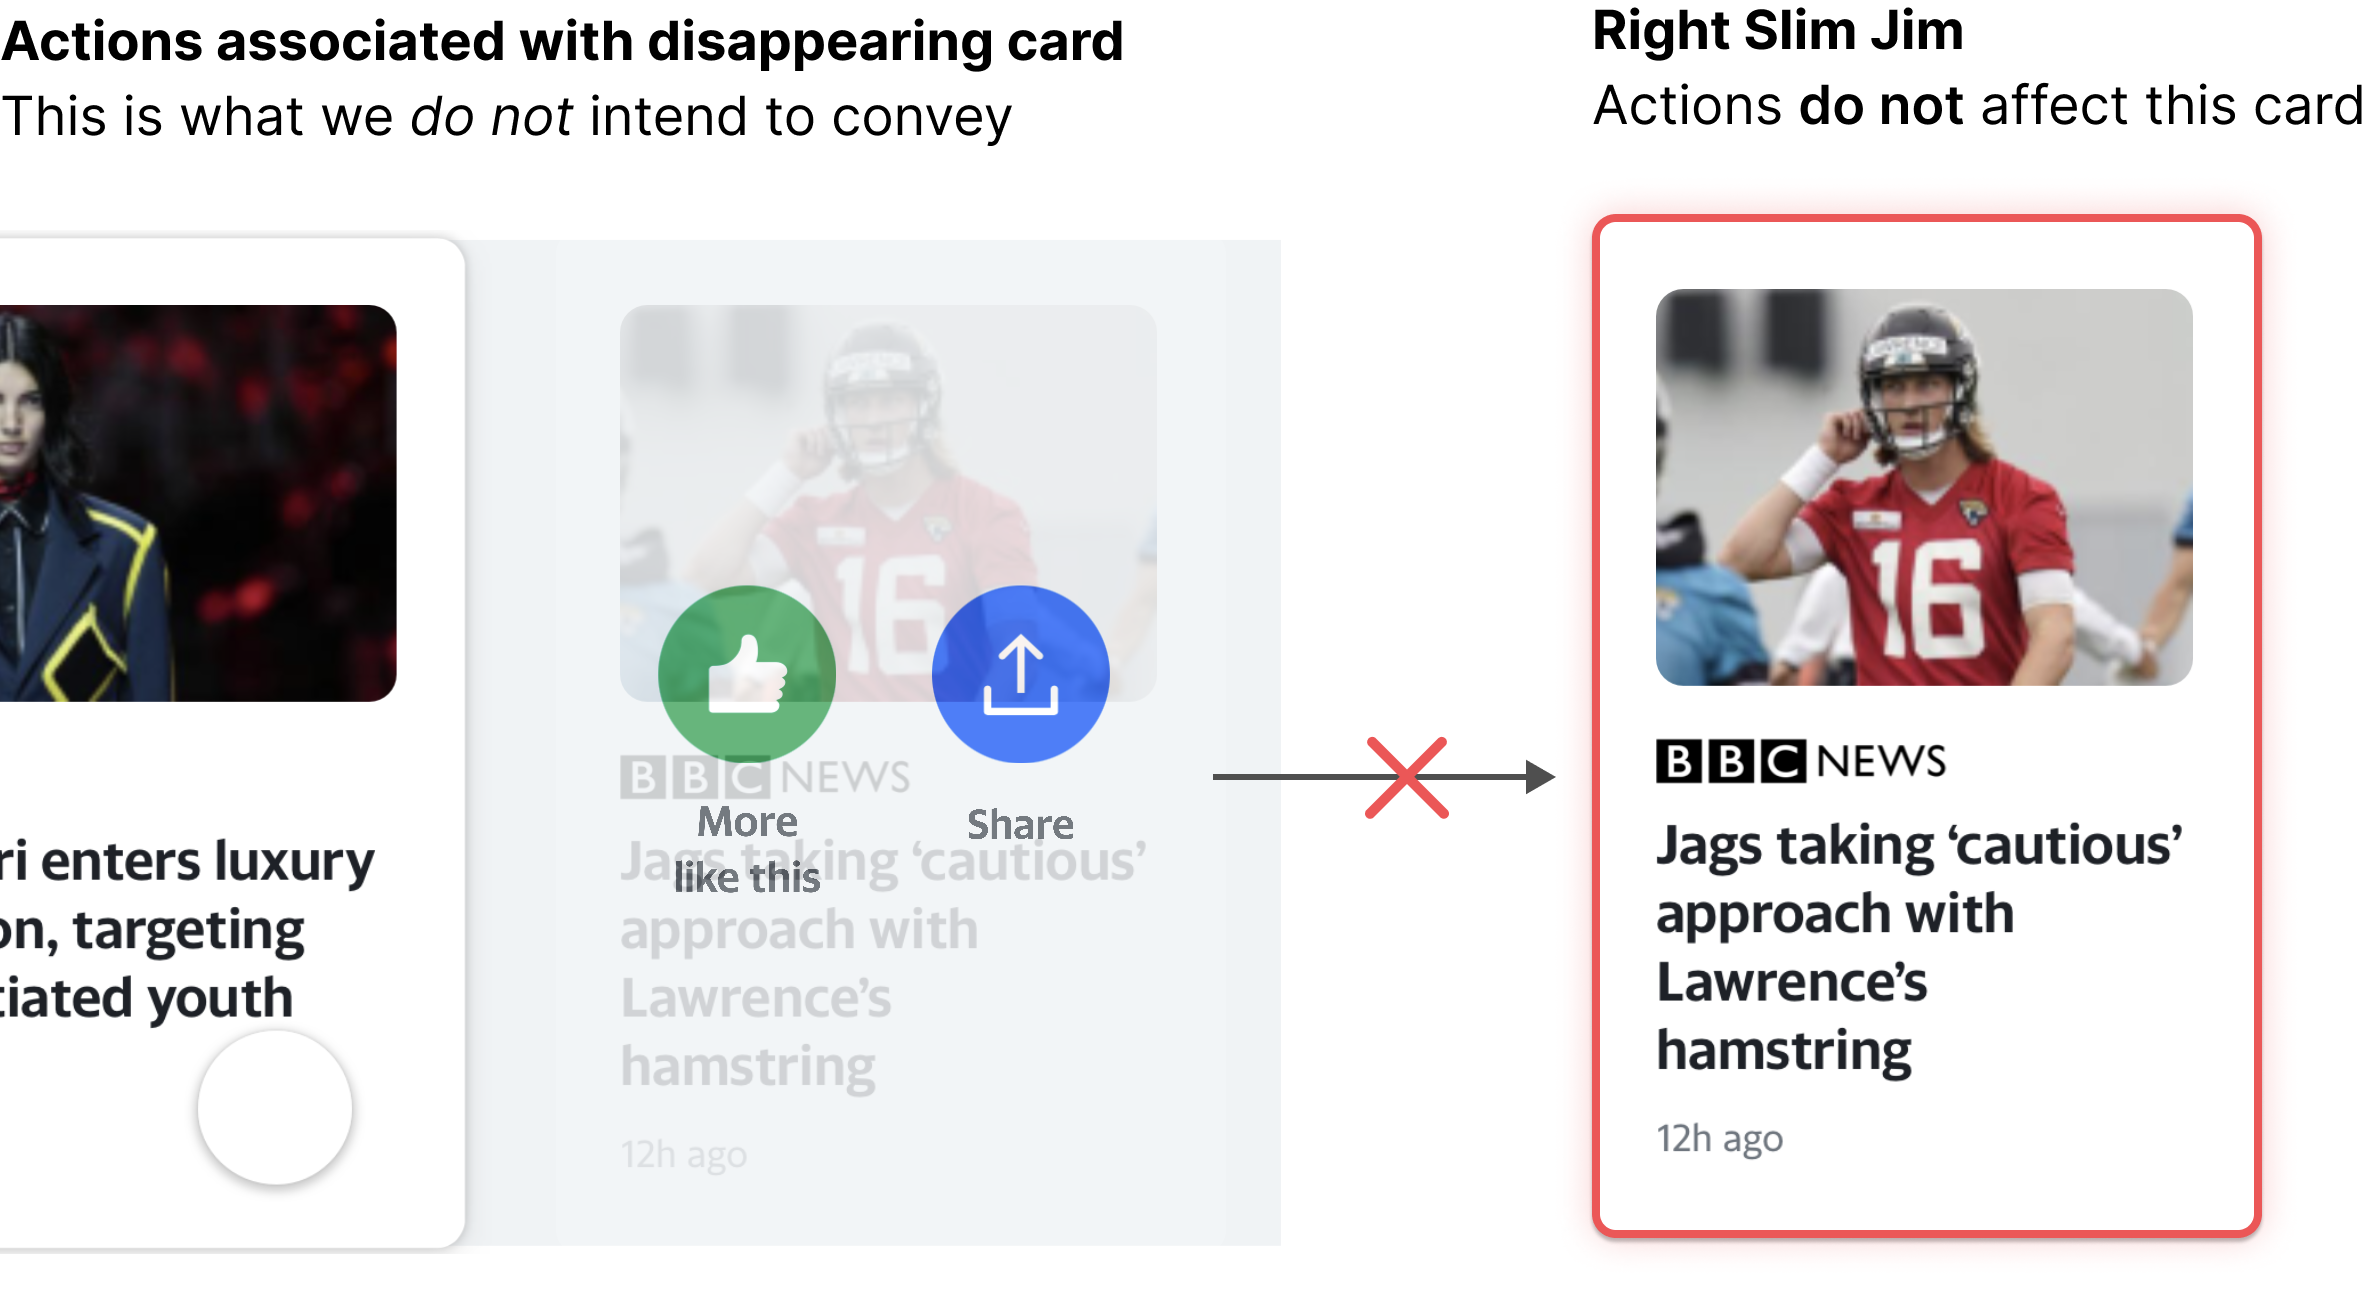 Actions associated with disappearing card
This is what we do not intend to convey
Right Slim Jim
Actions do not affect this card
ri enters luxury
on, targeting
tiated youth
BBC NEWS
More
like this
Share
Jags taking ‘cautious’
approach with
Lawrence’s
hamstring
12h ago
16
16
BBC NEWS
Jags taking ‘cautious’
approach with
Lawrence’s
hamstring
12h ago